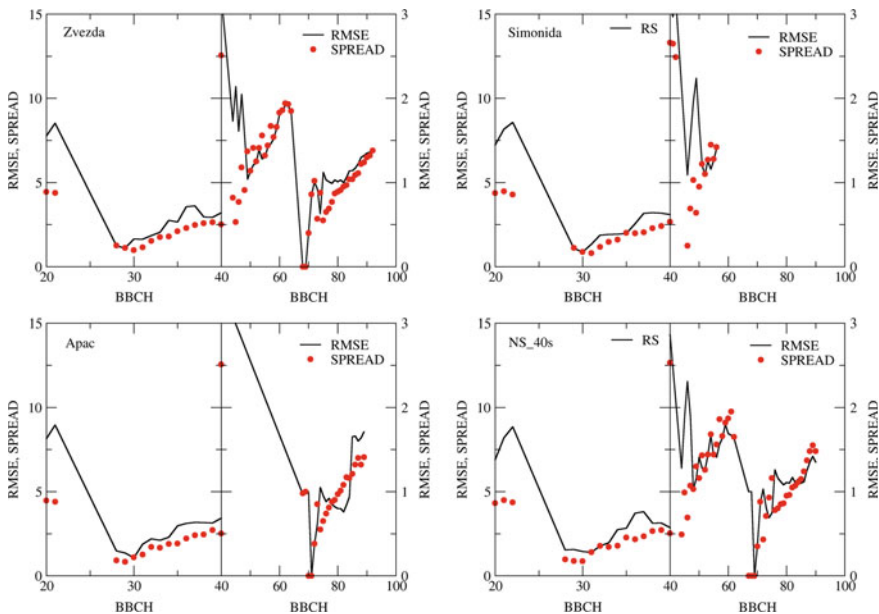 15 3 15 3
Zvezda RMSE SPREAD Simonida RS RMSE SPREAD
RMSE, SPREAD 10 2 RMSE, SPREAD RMSE, SPREAD 10 2 RMSE, SPREAD
5 1 5 1
0 0 0 0
20 30 40 60 80 20 30 40 60 80 100
BBCH BBCH BBCH BBCH
15 3 15 3
Apac RMSE SPREAD NS_40s RS RMSE SPREAD
RMSE, SPREAD 10 2 RMSE, SPREAD RMSE, SPREAD 10 2 RMSE, SPREAD
5 1 5 1
0 0 0 0
20 30 40 60 80 20 30 40 60 80 100
BBCH BBCH BBCH BBCH